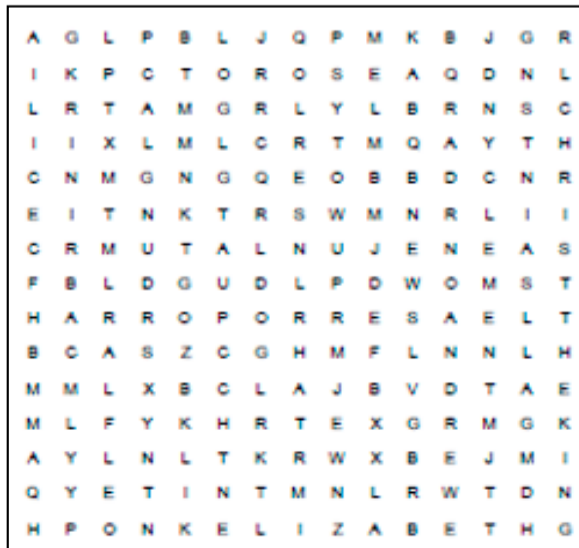 A G L P B L J Q P M K B J G R
I K P C T O R O S E A Q D N L
L R T A M G R L Y L B R N S C
I I X L M L C R T M Q A Y T H
C N M G N G Q E O B B D C N R
E I T N K T R S W M N R L I I
C R M U T A L N U J E N E A S
F B L D G U D L P D W O M S T
H A R R O P O R R E S A E L T
B C A S Z C G H M F L N N L H
M M L X B C L A J B V D T A E
M L F Y K H R T E X G R M G K
A Y L N L T K R W X B E J M I
Q Y E T I N T M N L R W T D N
H P O N K E L I Z A B E T H G